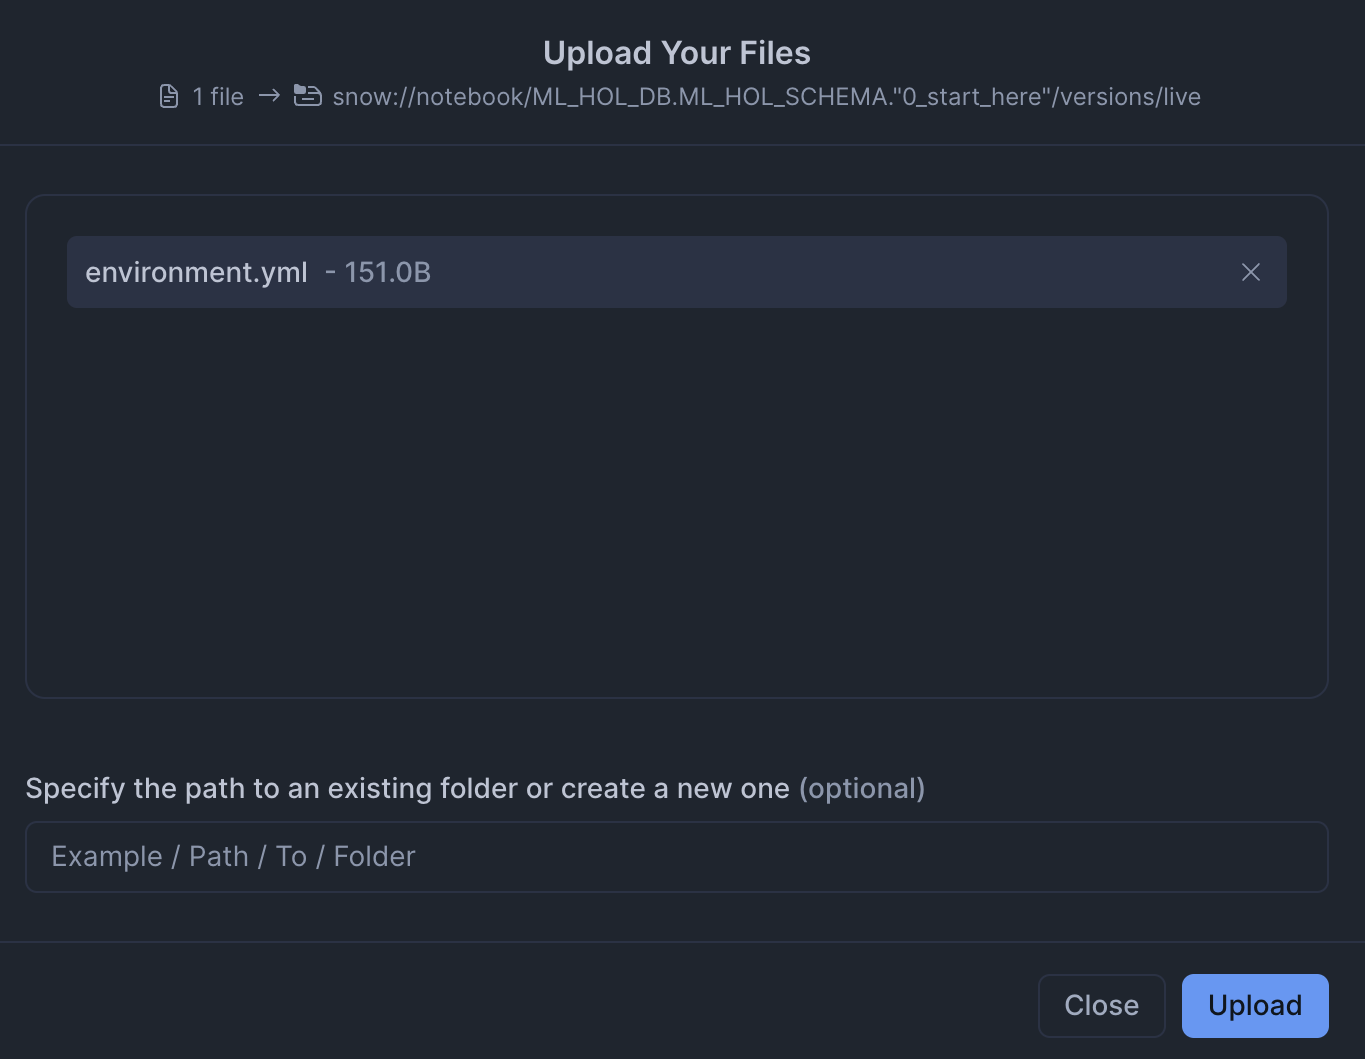 Upload Your Files
1 file → snow://notebook/ML_HOL_DB.ML_HOL_SCHEMA."0_start_here"/versions/live
environment.yml - 151.0B
Specify the path to an existing folder or create a new one (optional)
Example / Path / To / Folder
Close Upload